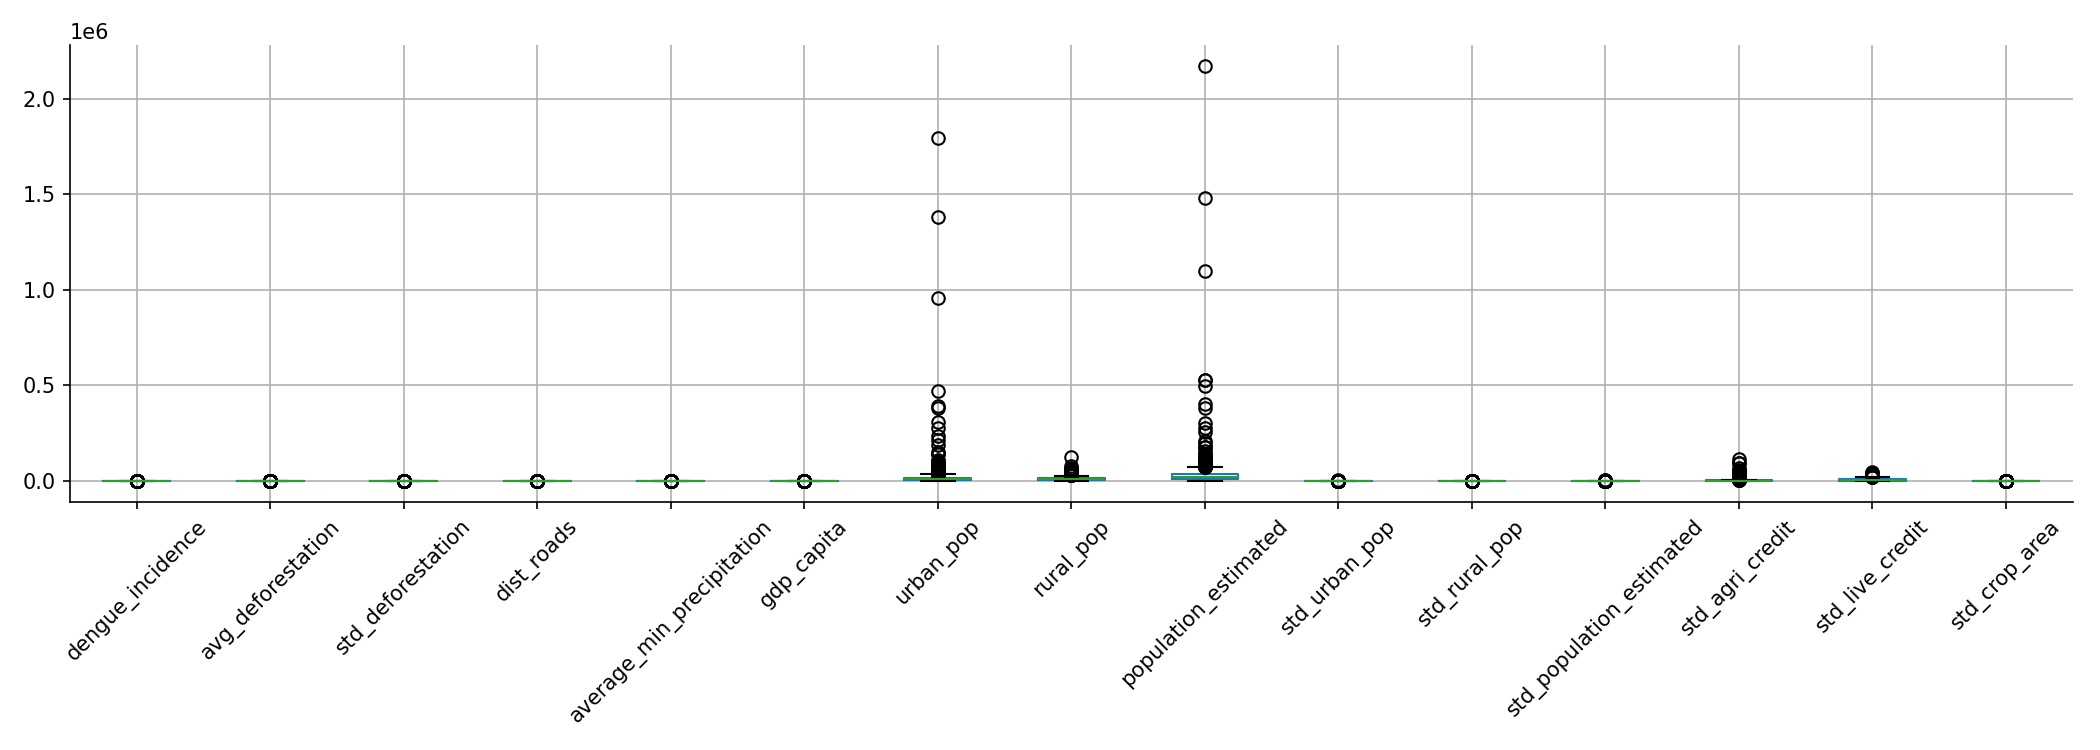 1e6
2.0
1.5
1.0
0.5
0.0
dengue_incidence
avg_deforestation
std_deforestation
dist_roads
average_min_precipitation
gdp_capita
urban_pop
rural_pop
population_estimated
std_urban_pop
std_rural_pop
std_population_estimated
std_agri_credit
std_live_credit
std_crop_area